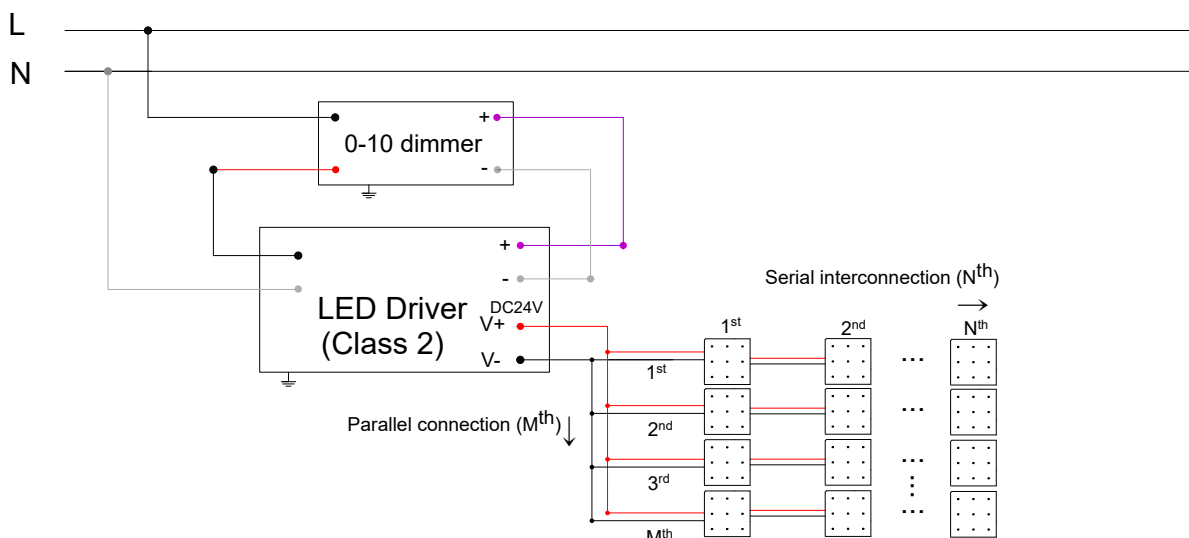 L
N
+
0-10 dimmer
-
+
-
LED Driver
(Class 2)
DC24V
V+
V-
Serial interconnection (Nth)
1st
2nd
Nth
1st
...
Parallel connection (Mth)
2nd
...
3rd
...
...
Mth